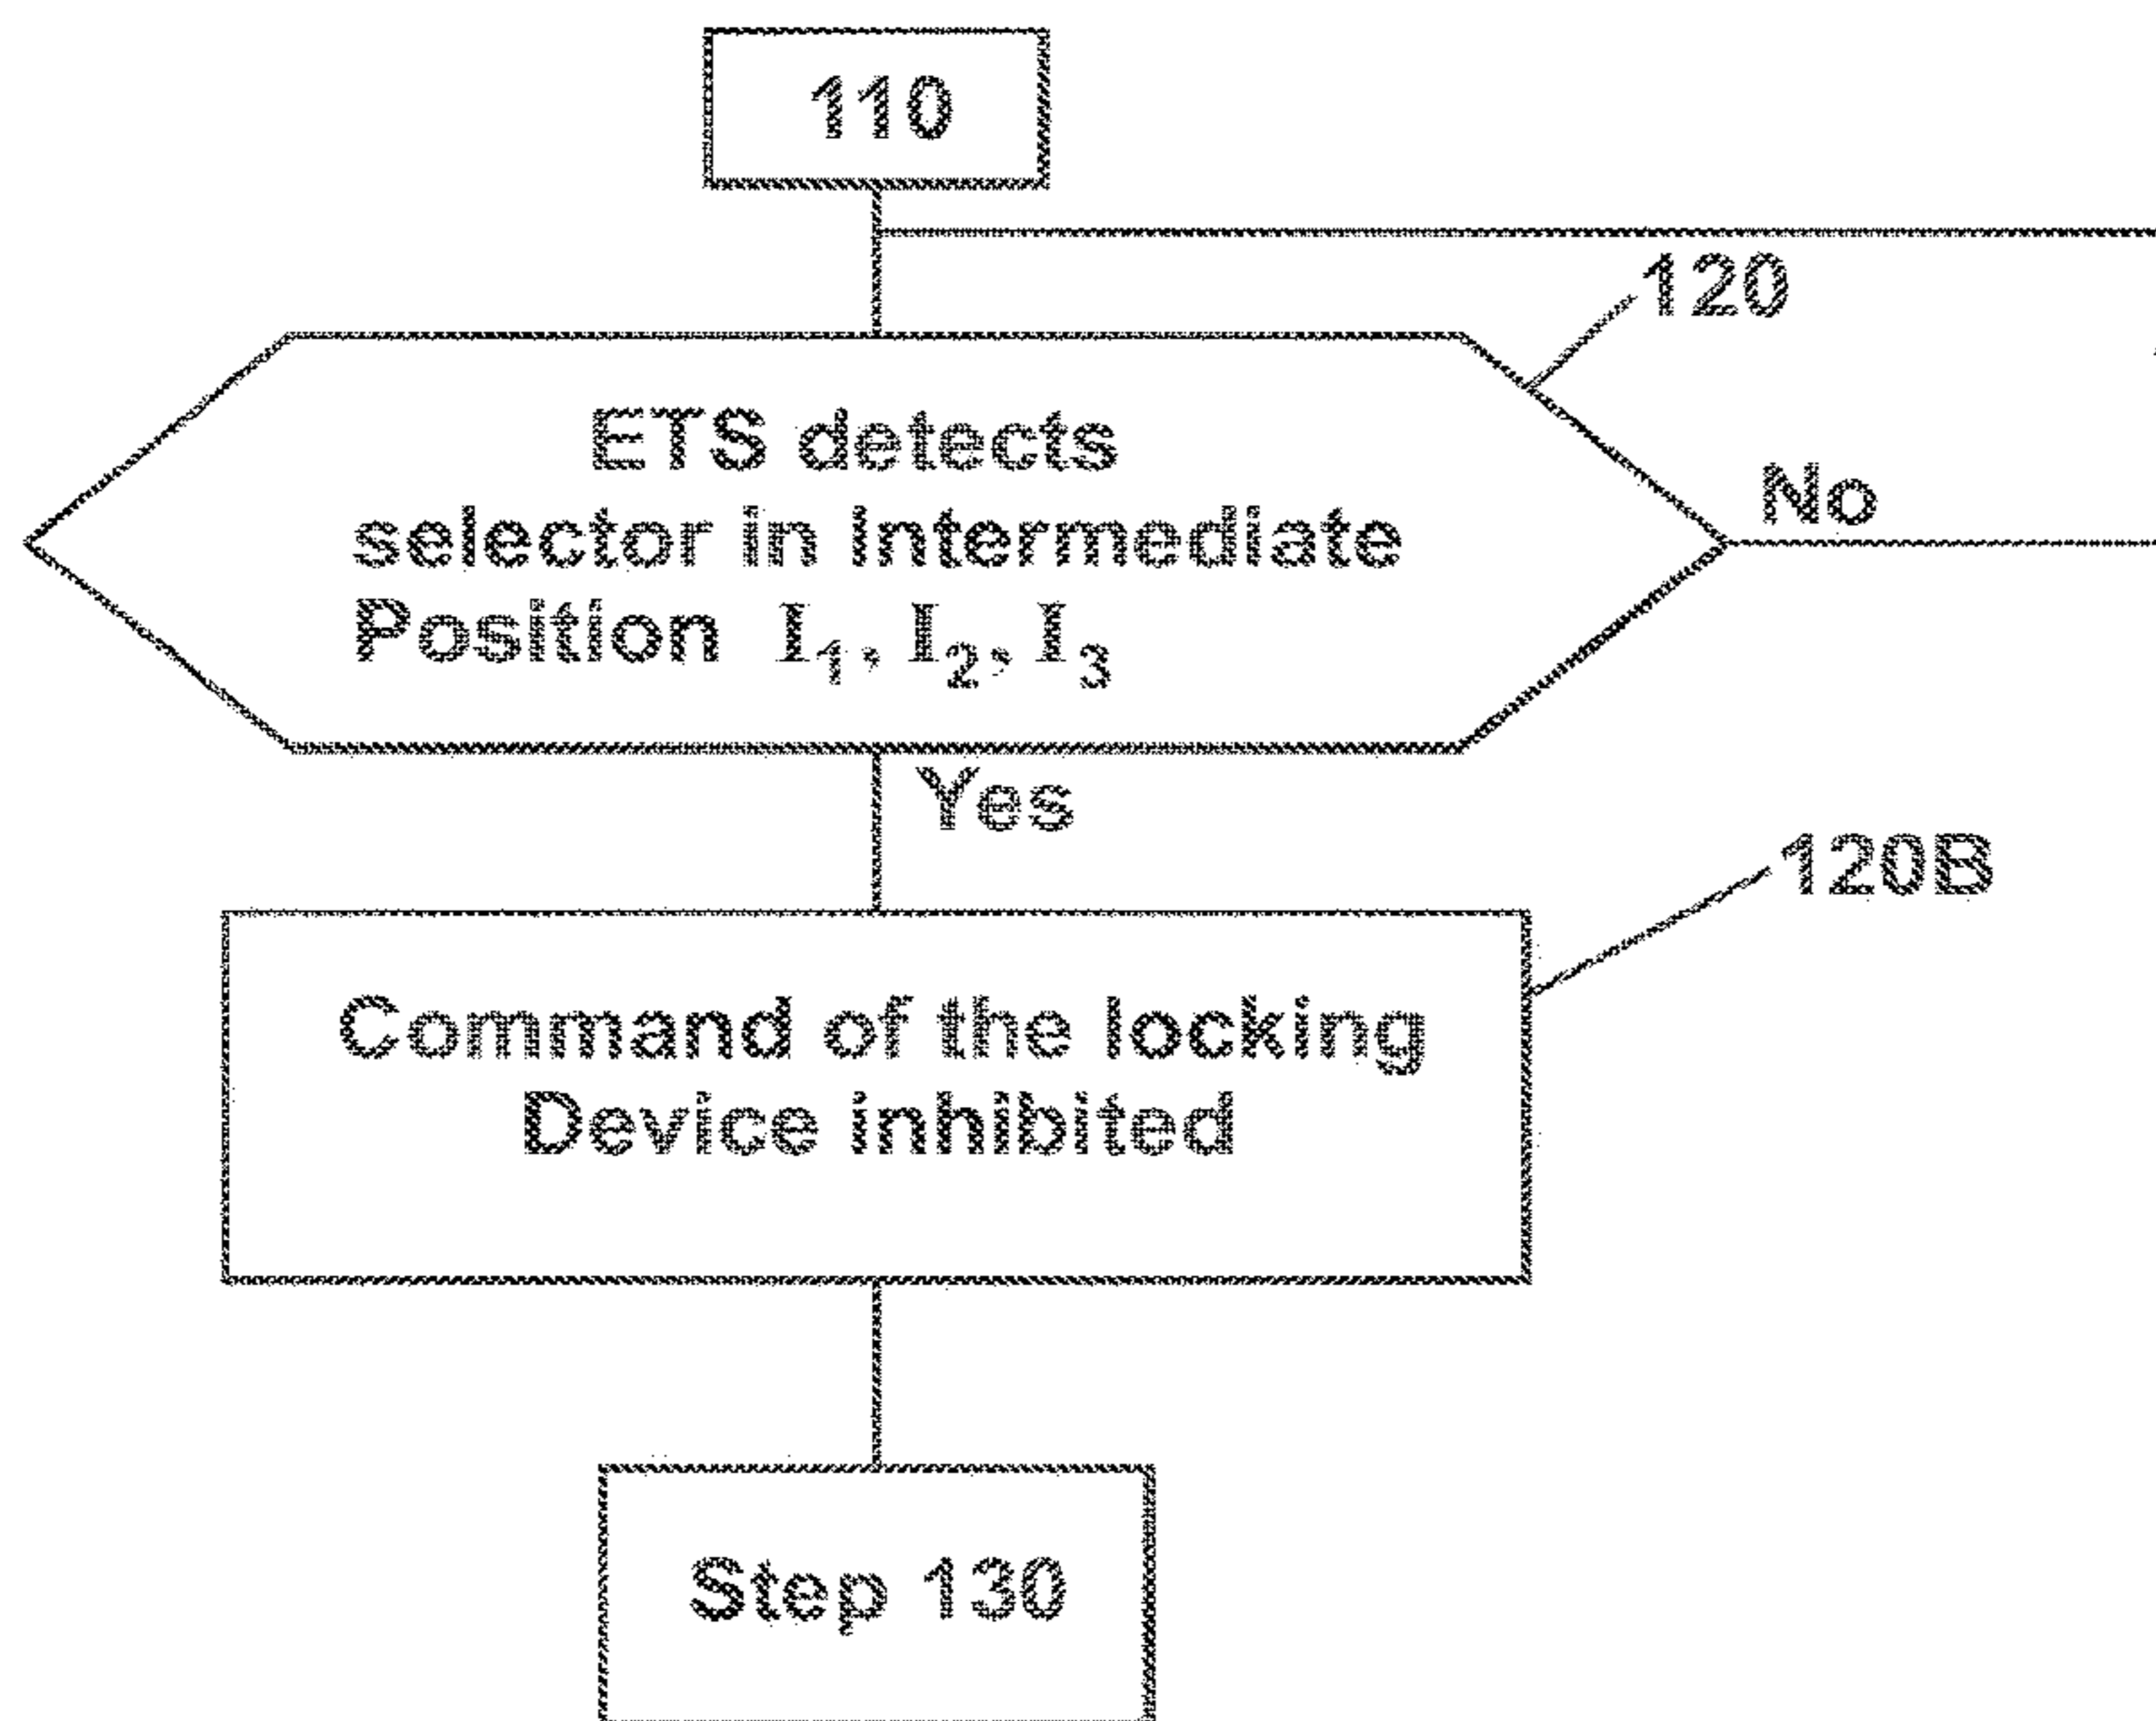 110
120
ETS detects
selector in intermediate
Position I₁, I₂, I₃
No
Yes
120B
Command of the locking
Device inhibited
Step 130